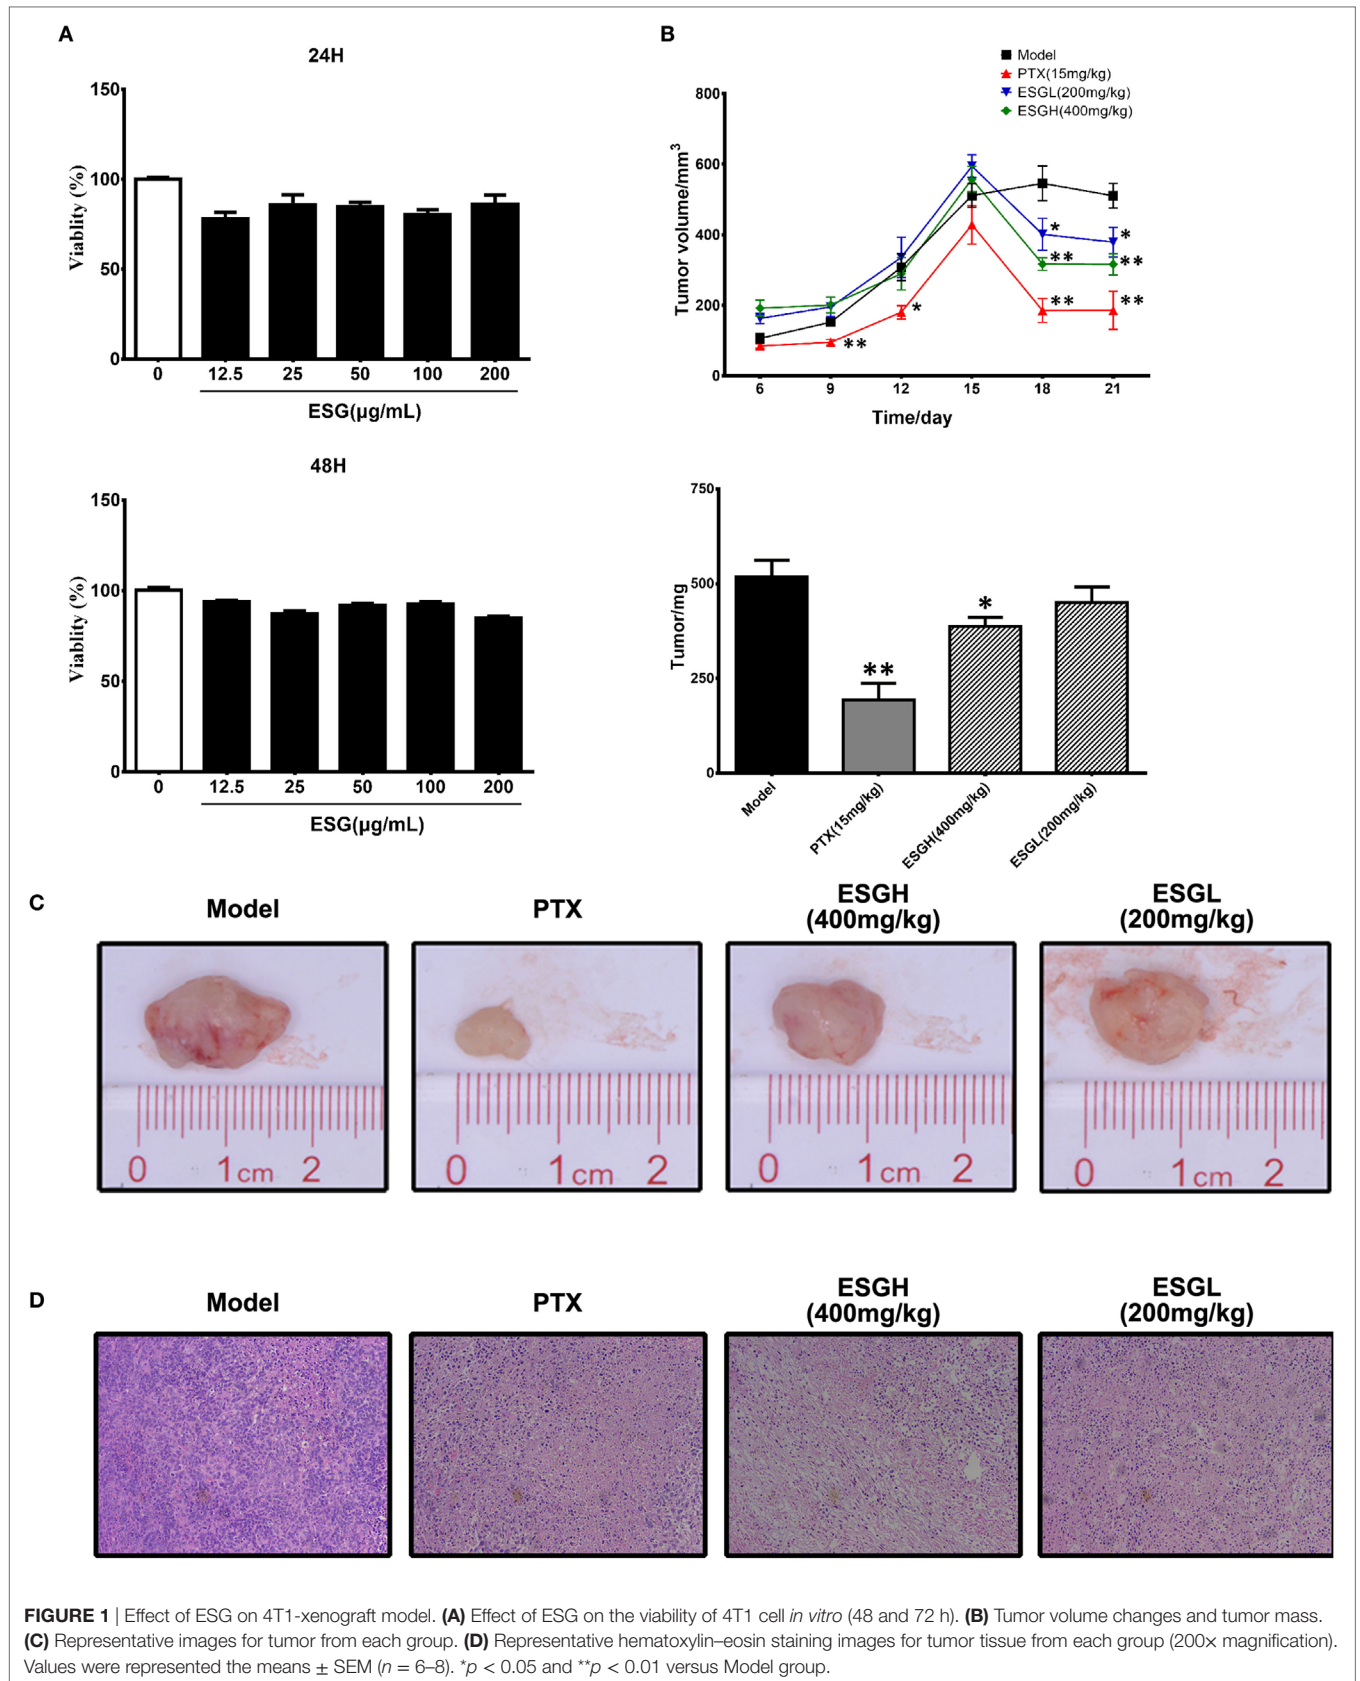 A
24H
150
100
50
0
Viablity (%)
0 12.5 25 50 100 200
ESG(µg/mL)
48H
150
100
50
0
Viablity (%)
0 12.5 25 50 100 200
ESG(µg/mL)
B
Model
PTX(15mg/kg)
ESGL(200mg/kg)
ESGH(400mg/kg)
800
600
400
200
0
Tumor volume/mm³
* ** * ** ** * ** **
6 9 12 15 18 21
Time/day
750
500
250
0
Tumor/mg
** *
Model PTX(15mg/kg) ESGH(400mg/kg) ESGL(200mg/kg)
C
Model PTX ESGH ESGL
(400mg/kg) (200mg/kg)
0 1cm 2 0 1cm 2 0 1cm 2 0 1cm 2
D
Model PTX ESGH ESGL
(400mg/kg) (200mg/kg)
FIGURE 1 | Effect of ESG on 4T1-xenograft model. (A) Effect of ESG on the viability of 4T1 cell in vitro (48 and 72 h). (B) Tumor volume changes and tumor mass.
(C) Representative images for tumor from each group. (D) Representative hematoxylin–eosin staining images for tumor tissue from each group (200× magnification).
Values were represented the means ± SEM (n = 6–8). *p < 0.05 and **p < 0.01 versus Model group.